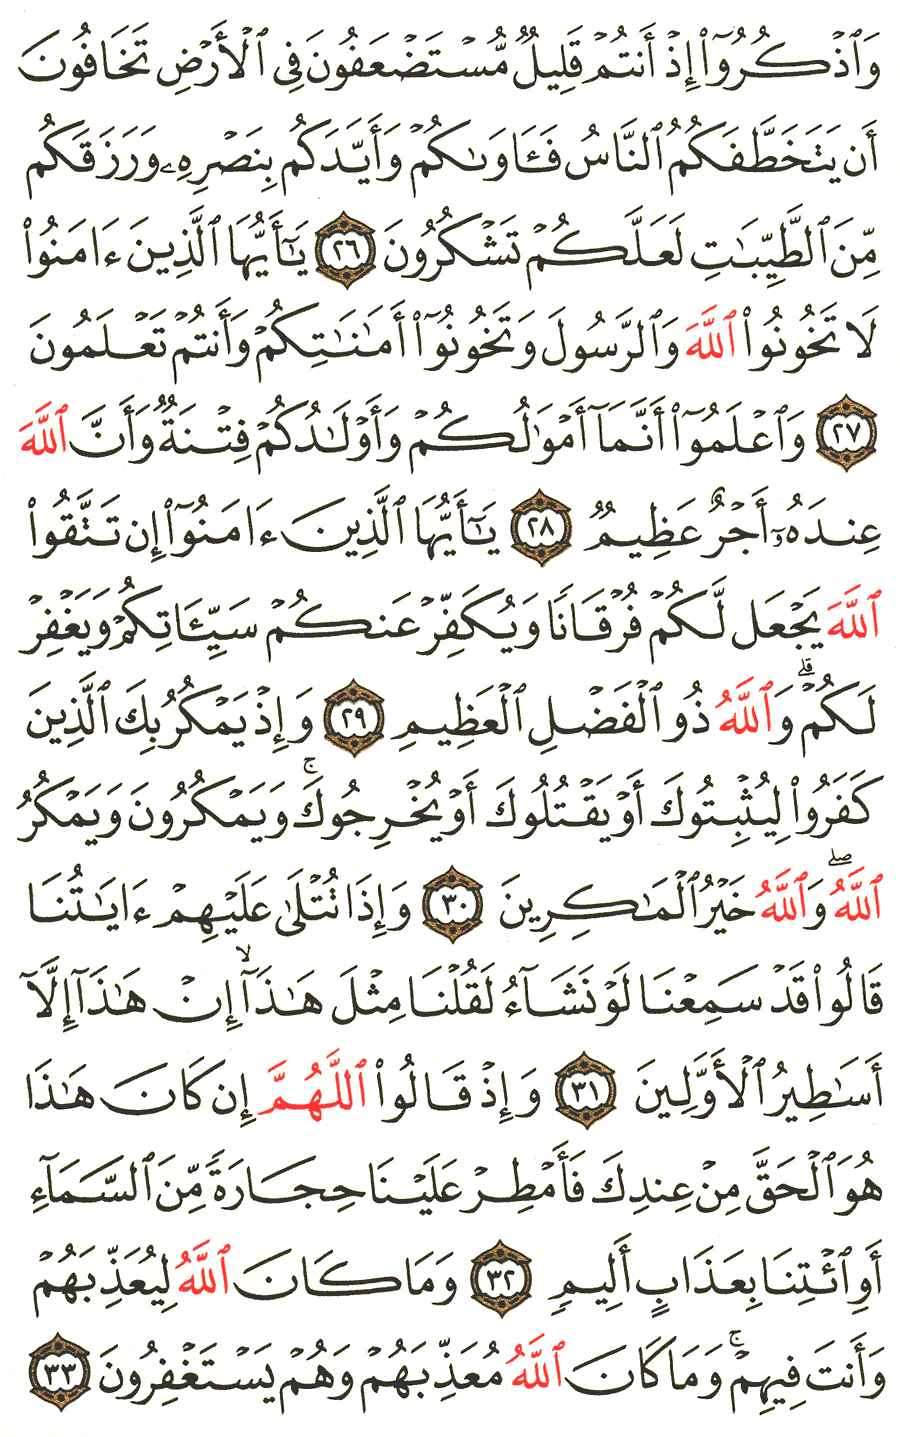 وَٱذۡكُرُوٓاْ إِذۡ أَنتُمۡ قَلِيلٞ مُّسۡتَضۡعَفُونَ فِي ٱلۡأَرۡضِ تَخَافُونَ
أَن يَتَخَطَّفَكُمُ ٱلنَّاسُ فَـَٔاوَىٰكُمۡ وَأَيَّدَكُم بِنَصۡرِهِۦ وَرَزَقَكُم
مِّنَ ٱلطَّيِّبَٰتِ لَعَلَّكُمۡ تَشۡكُرُونَ ٢٦ يَٰٓأَيُّهَا ٱلَّذِينَ ءَامَنُواْ
لَا تَخُونُواْ ٱللَّهَ وَٱلرَّسُولَ وَتَخُونُوٓاْ أَمَٰنَٰتِكُمۡ وَأَنتُمۡ تَعۡلَمُونَ
٢٧ وَٱعۡلَمُوٓاْ أَنَّمَآ أَمۡوَٰلُكُمۡ وَأَوۡلَٰدُكُمۡ فِتۡنَةٞ وَأَنَّ ٱللَّهَ
عِندَهُۥٓ أَجۡرٌ عَظِيمٞ ٢٨ يَٰٓأَيُّهَا ٱلَّذِينَ ءَامَنُوٓاْ إِن تَتَّقُواْ
ٱللَّهَ يَجۡعَل لَّكُمۡ فُرۡقَانٗا وَيُكَفِّرۡ عَنكُمۡ سَيِّـَٔاتِكُمۡ وَيَغۡفِرۡ
لَكُمۡۗ وَٱللَّهُ ذُو ٱلۡفَضۡلِ ٱلۡعَظِيمِ ٢٩ وَإِذۡ يَمۡكُرُ بِكَ ٱلَّذِينَ
كَفَرُواْ لِيُثۡبِتُوكَ أَوۡ يَقۡتُلُوكَ أَوۡ يُخۡرِجُوكَۚ وَيَمۡكُرُونَ وَيَمۡكُرُ
ٱللَّهُۖ وَٱللَّهُ خَيۡرُ ٱلۡمَٰكِرِينَ ٣٠ وَإِذَا تُتۡلَىٰ عَلَيۡهِمۡ ءَايَٰتُنَا
قَالُواْ قَدۡ سَمِعۡنَا لَوۡ نَشَآءُ لَقُلۡنَا مِثۡلَ هَٰذَآ إِنۡ هَٰذَآ إِلَّآ
أَسَٰطِيرُ ٱلۡأَوَّلِينَ ٣١ وَإِذۡ قَالُواْ ٱللَّهُمَّ إِن كَانَ هَٰذَا
هُوَ ٱلۡحَقَّ مِنۡ عِندِكَ فَأَمۡطِرۡ عَلَيۡنَا حِجَارَةٗ مِّنَ ٱلسَّمَآءِ
أَوِ ٱئۡتِنَا بِعَذَابٍ أَلِيمٖ ٣٢ وَمَا كَانَ ٱللَّهُ لِيُعَذِّبَهُمۡ
وَأَنتَ فِيهِمۡۚ وَمَا كَانَ ٱللَّهُ مُعَذِّبَهُمۡ وَهُمۡ يَسۡتَغۡفِرُونَ ٣٣